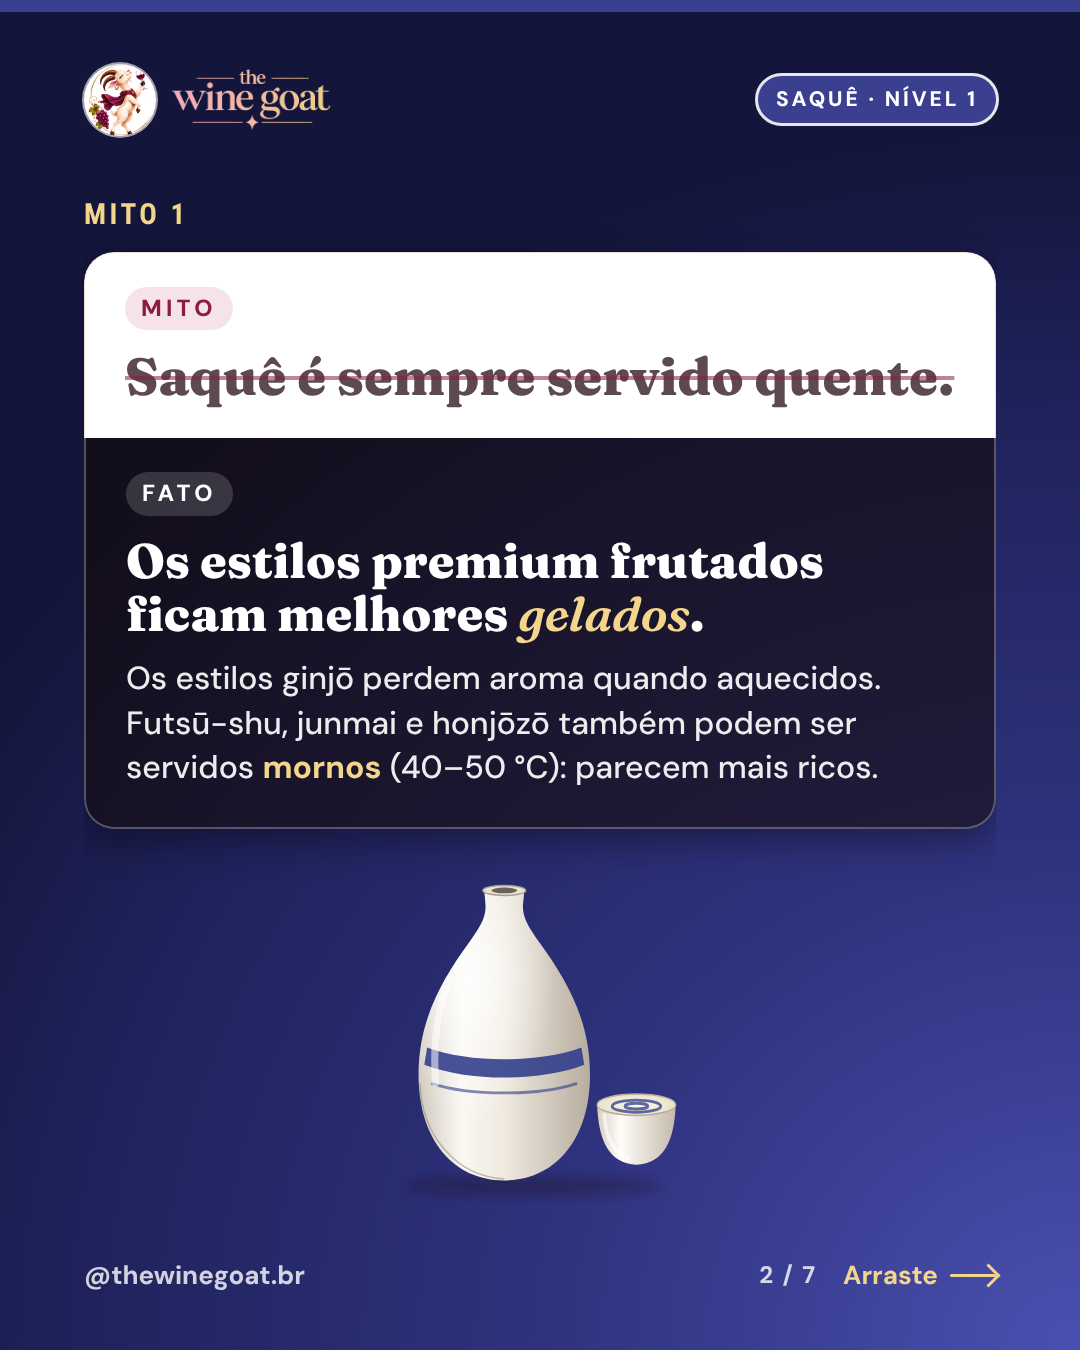 the
wine goat
SAQUÊ · NÍVEL 1
MITO 1
MITO
Saquê é sempre servido quente.
FATO
Os estilos premium frutados
ficam melhores gelados.
Os estilos ginjō perdem aroma quando aquecidos.
Futsū-shu, junmai e honjōzō também podem ser
servidos mornos (40–50 °C): parecem mais ricos.
@thewinegoat.br
2 / 7 Arraste